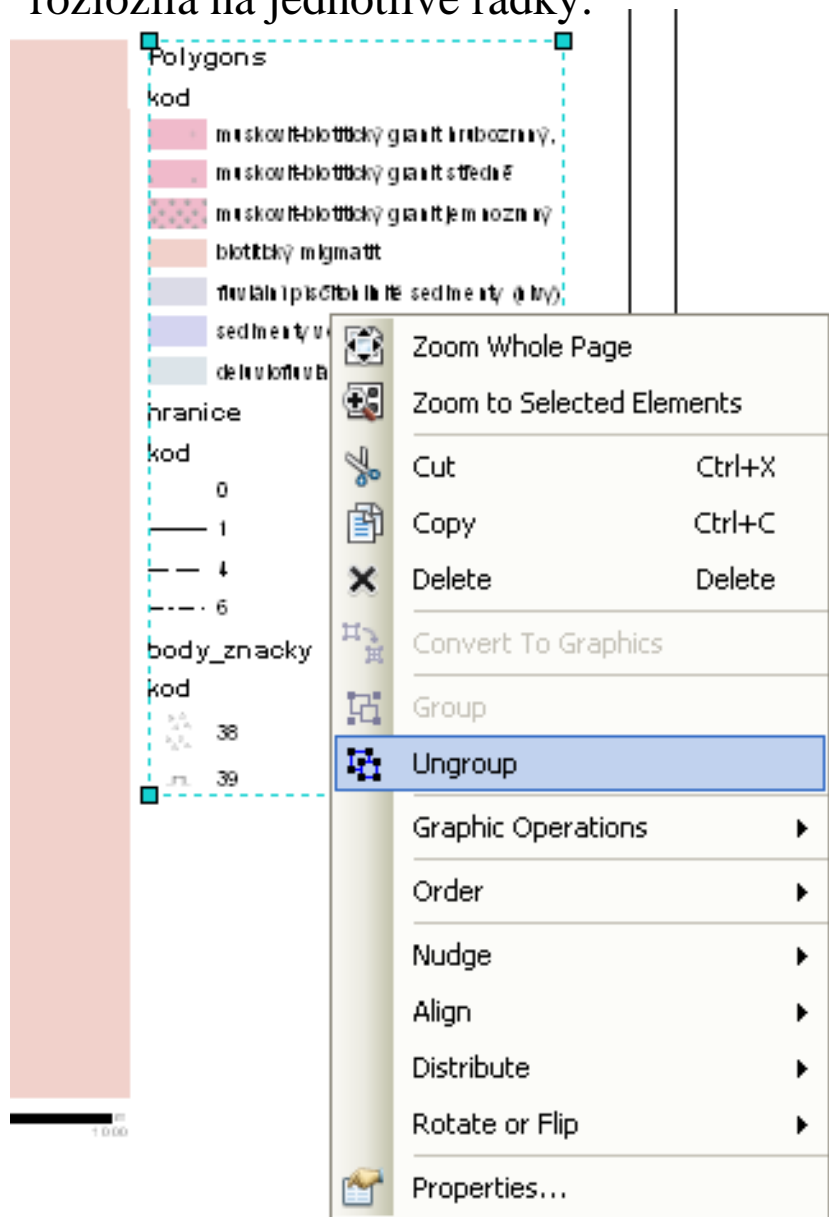 rozložila na jednotlivé řádky.
Polygons
kod
muskovit-biotitický granit hrubozrnný,
muskovit-biotitický granit středně
muskovit-biotitický granit jemnozrnný
biotitický migmatit
fluviální písčitohlinité sedimenty (nivy)
sedimenty
hranice
kod
0
1
4
6
body_znacky
kod
38
39
1000
Zoom Whole Page
Zoom to Selected Elements
Cut Ctrl+X
Copy Ctrl+C
Delete Delete
Convert To Graphics
Group
Ungroup
Graphic Operations
Order
Nudge
Align
Distribute
Rotate or Flip
Properties...